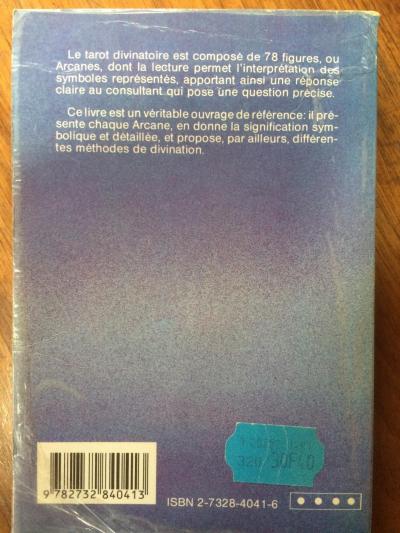 Le tarot divinatoire est composé de 78 figures, ou
Arcanes, dont la lecture permet l'interprétation des
symboles représentés, apportant ainsi une réponse
claire au consultant qui pose une question précise.
Ce livre est un véritable ouvrage de référence: il pré-
sente chaque Arcane, en donne la signification sym-
bolique et détaillée, et propose, par ailleurs, différen-
tes méthodes de divination.
320 30F40
9 782732 840413
ISBN 2-7328-4041-6